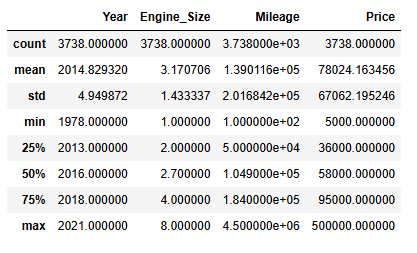 Year Engine_Size Mileage Price
count 3738.000000 3738.000000 3.738000e+03 3738.000000
mean 2014.829320 3.170706 1.390116e+05 78024.163456
std 4.949872 1.433337 2.016842e+05 67062.195246
min 1978.000000 1.000000 1.000000e+02 5000.000000
25% 2013.000000 2.000000 5.000000e+04 36000.000000
50% 2016.000000 2.700000 1.049000e+05 58000.000000
75% 2018.000000 4.000000 1.840000e+05 95000.000000
max 2021.000000 8.000000 4.500000e+06 500000.000000